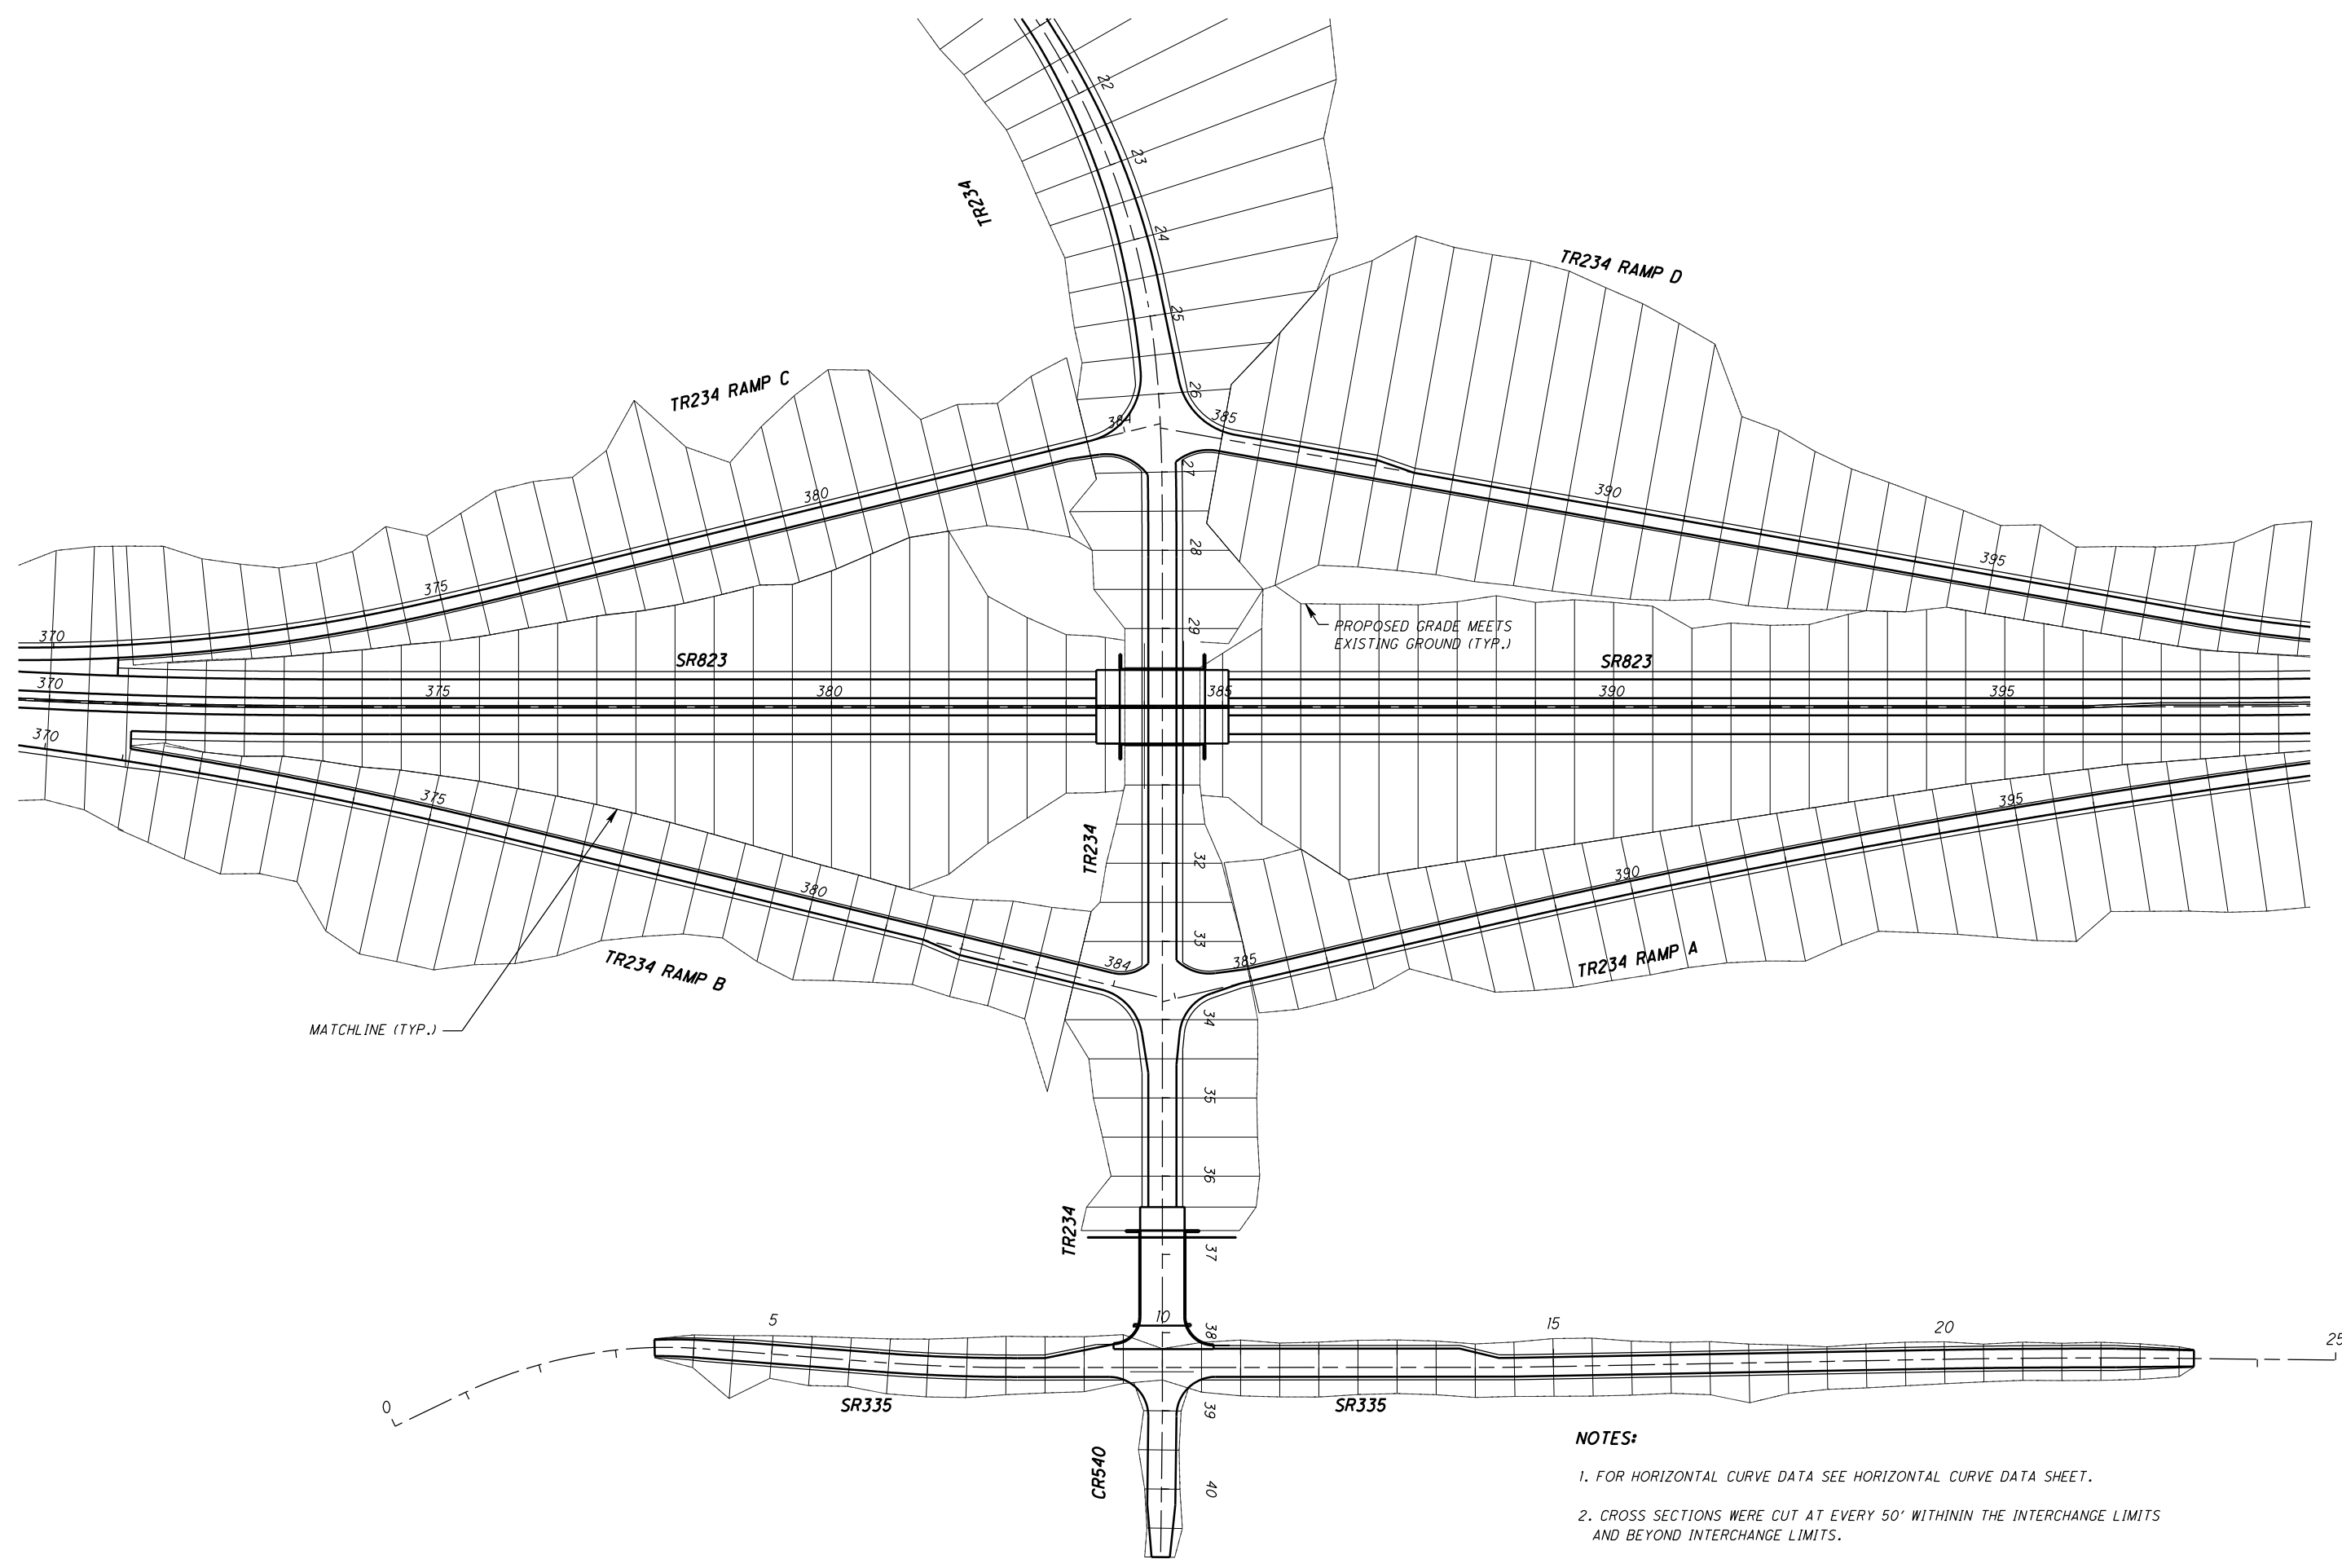 22
23
TR234
24
TR234 RAMP D
25
TR234 RAMP C
26
384
385
27
380
390
28
395
375
29
PROPOSED GRADE MEETS
EXISTING GROUND (TYP.)
370
SR823
SR823
370
375
380
385
390
395
370
375
395
TR234
32
380
390
33
384
385
TR234 RAMP B
TR234 RAMP A
34
MATCHLINE (TYP.)
35
36
TR234
37
5
10
38
15
20
25
0
SR335
39
SR335
NOTES:
CR540
1. FOR HORIZONTAL CURVE DATA SEE HORIZONTAL CURVE DATA SHEET.
40
2. CROSS SECTIONS WERE CUT AT EVERY 50' WITHININ THE INTERCHANGE LIMITS
AND BEYOND INTERCHANGE LIMITS.